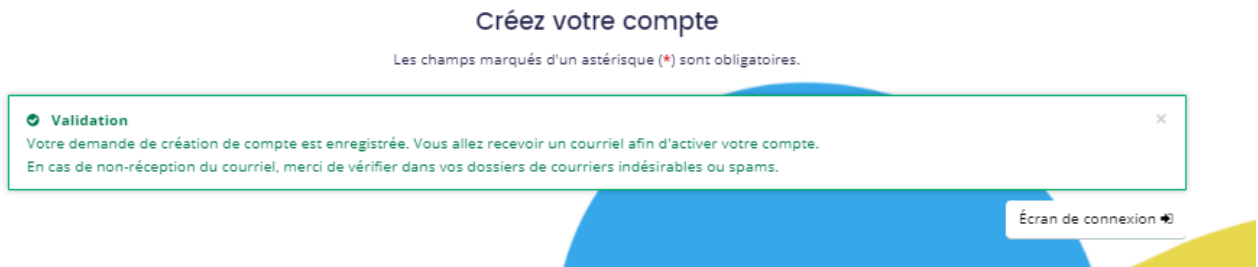 Créez votre compte
Les champs marqués d'un astérisque (*) sont obligatoires.
Validation
Votre demande de création de compte est enregistrée. Vous allez recevoir un courriel afin d'activer votre compte.
En cas de non-réception du courriel, merci de vérifier dans vos dossiers de courriers indésirables ou spams.
Écran de connexion